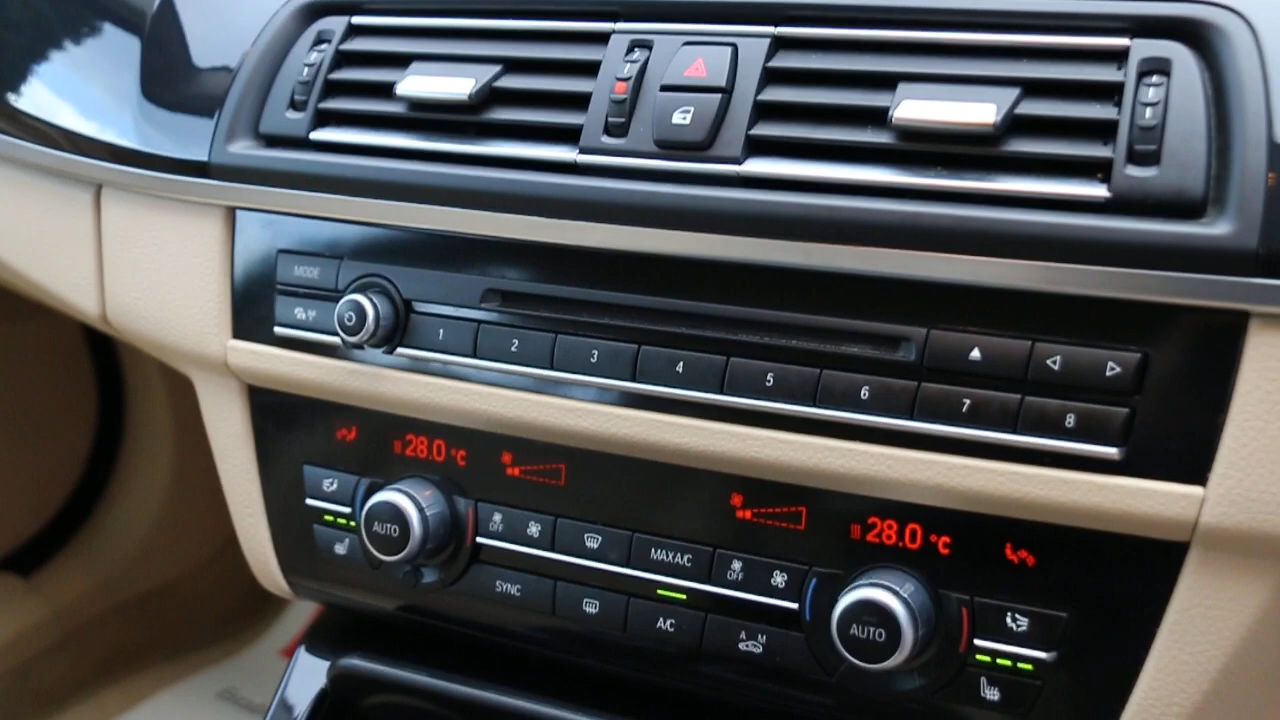 MODE
1 2 3 4 5 6 7 8
28.0 °C
28.0 °C
AUTO
OFF
MAX A/C
OFF
SYNC
A/C
A M
AUTO